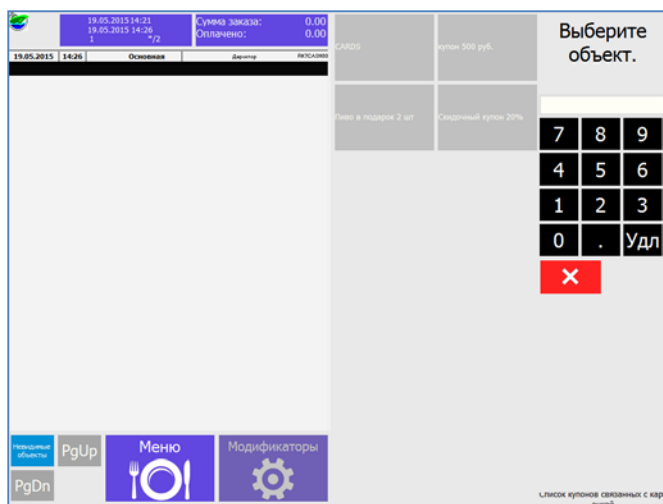 19.05.2015 14:21
19.05.2015 14:26
1 */2
Сумма заказа: 0.00
Оплачено: 0.00
19.05.2015 14:26 Основная Директор
CARDS
купон 500 руб.
Пиво в подарок 2 шт
Скидочный купон 20%
Выберите
объект.
7 8 9
4 5 6
1 2 3
0 . Удл
Невидимые
объекты
PgUp
Меню
Модификаторы
PgDn
Список купонов связанных с кар